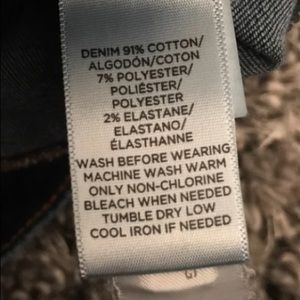 DENIM 91% COTTON/
ALGODÓN/COTON
7% POLYESTER/
POLIÉSTER/
POLYESTER
2% ELASTANE/
ELASTANO/
ÉLASTHANNE
WASH BEFORE WEARING
MACHINE WASH WARM
ONLY NON-CHLORINE
BLEACH WHEN NEEDED
TUMBLE DRY LOW
COOL IRON IF NEEDED